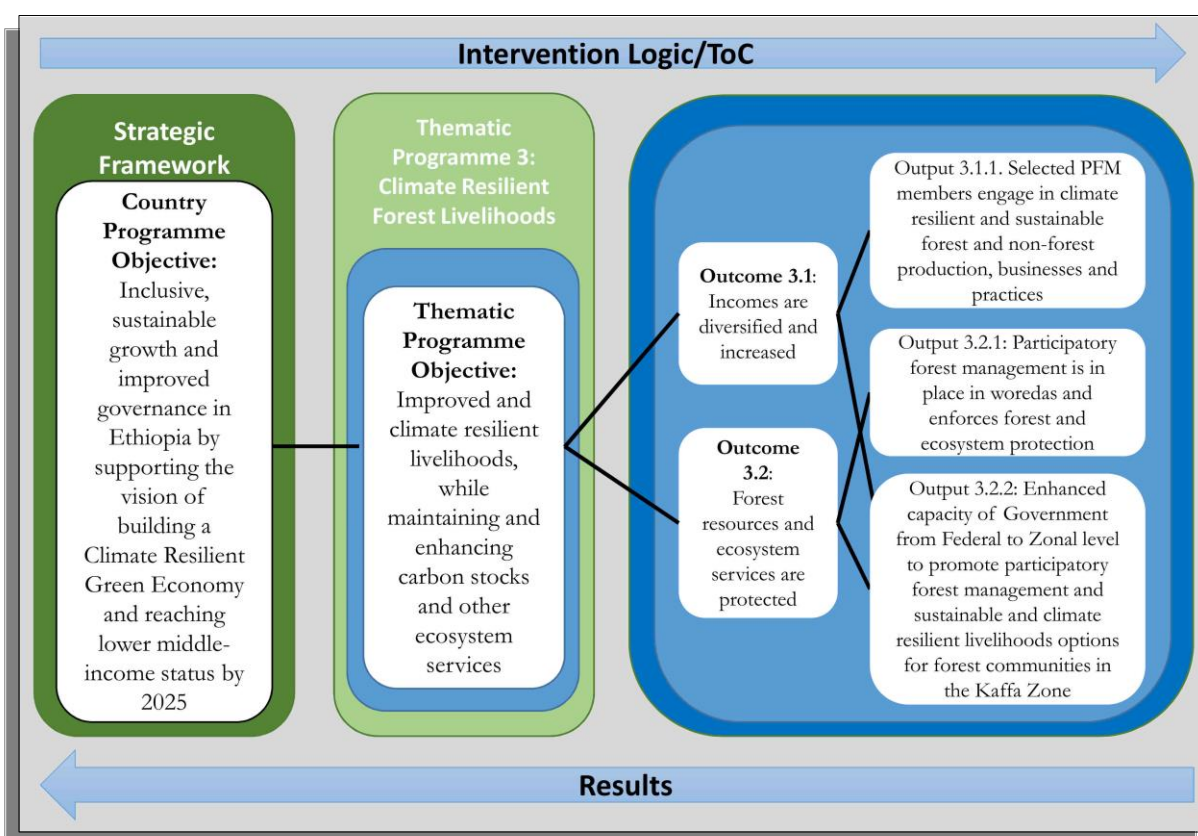 Intervention Logic/ToC
Strategic
Framework
Country
Programme
Objective:
Inclusive,
sustainable
growth and
improved
governance in
Ethiopia by
supporting the
vision of
building a
Climate Resilient
Green Economy
and reaching
lower middle-
income status by
2025
Thematic
Programme 3:
Climate Resilient
Forest Livelihoods
Thematic
Programme
Objective:
Improved and
climate resilient
livelihoods,
while
maintaining and
enhancing
carbon stocks
and other
ecosystem
services
Outcome 3.1:
Incomes are
diversified and
increased
Outcome
3.2:
Forest
resources and
ecosystem
services are
protected
Output 3.1.1. Selected PFM
members engage in climate
resilient and sustainable
forest and non-forest
production, businesses and
practices
Output 3.2.1: Participatory
forest management is in
place in woredas and
enforces forest and
ecosystem protection
Output 3.2.2: Enhanced
capacity of Government
from Federal to Zonal level
to promote participatory
forest management and
sustainable and climate
resilient livelihoods options
for forest communities in
the Kaffa Zone
Results